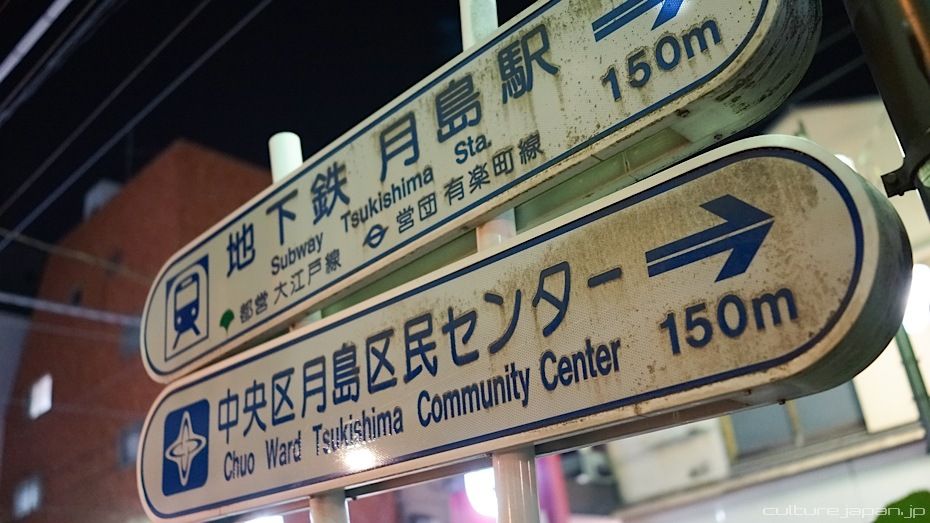 地下鉄 月島駅 150m
Subway Tsukishima Sta.
都営 大江戸線 営団 有楽町線
中央区月島区民センター 150m
Chuo Ward Tsukishima Community Center
culturejapan.jp